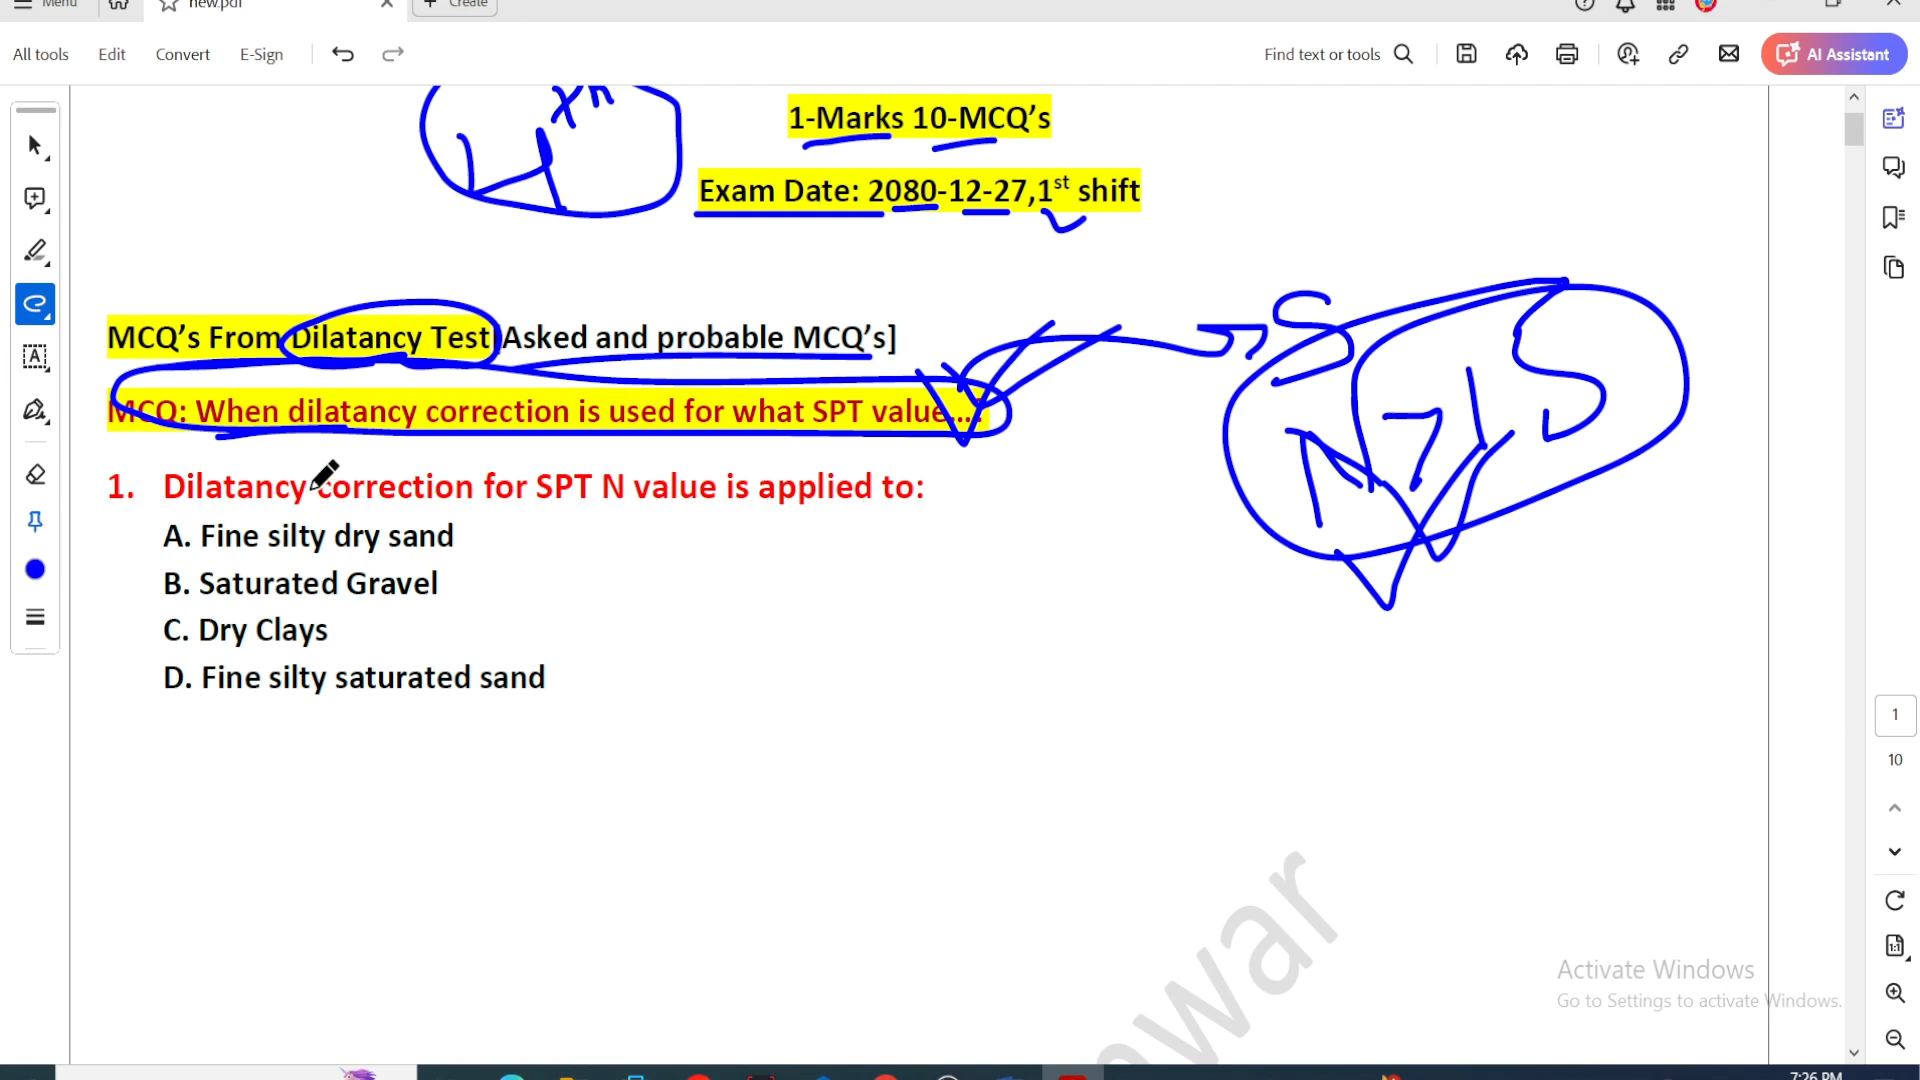 Menu
new.pdf
Create
All tools
Edit
Convert
E-Sign
Find text or tools
AI Assistant
1-Marks 10-MCQ’s
Exam Date: 2080-12-27,1st shift
MCQ’s From Dilatancy Test[Asked and probable MCQ’s]
MCQ: When dilatancy correction is used for what SPT value...?
N>15
1. Dilatancy correction for SPT N value is applied to:
A. Fine silty dry sand
B. Saturated Gravel
C. Dry Clays
D. Fine silty saturated sand
1
10
Activate Windows
Go to Settings to activate Windows.
7:26 PM